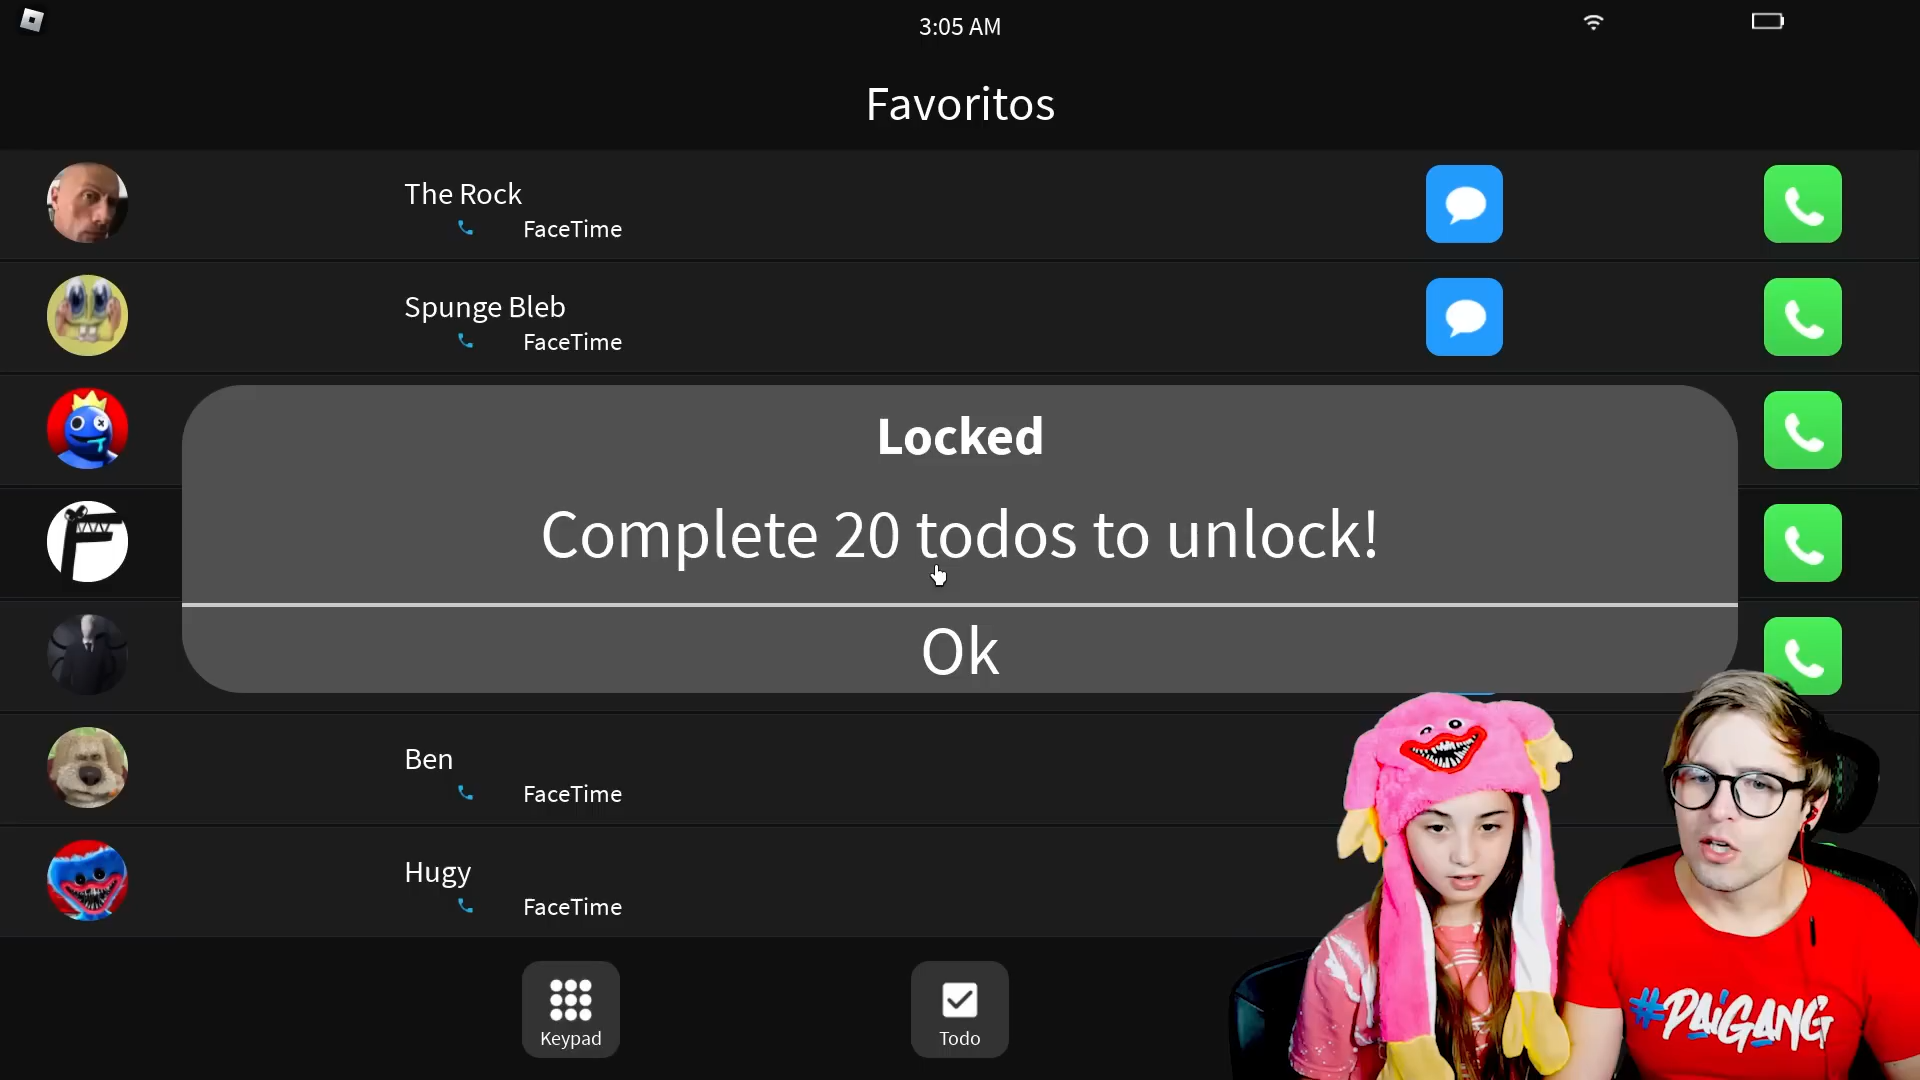 3:05 AM
Favoritos
The Rock
FaceTime
Spunge Bleb
FaceTime
Locked
Complete 20 todos to unlock!
Ok
Ben
FaceTime
Hugy
FaceTime
#PAiGANG
Keypad
Todo